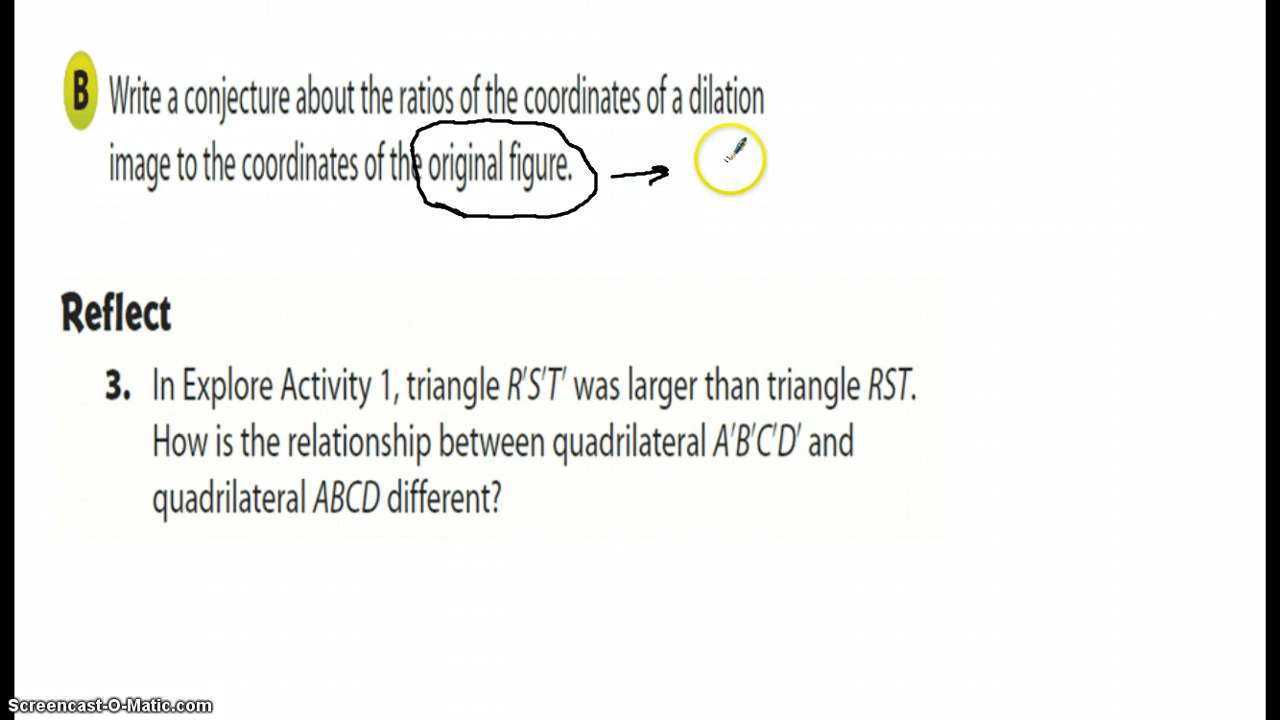 B Write a conjecture about the ratios of the coordinates of a dilation
image to the coordinates of the original figure.
Reflect
3. In Explore Activity 1, triangle R′S′T′ was larger than triangle RST.
How is the relationship between quadrilateral A′B′C′D′ and
quadrilateral ABCD different?
Screencast-O-Matic.com